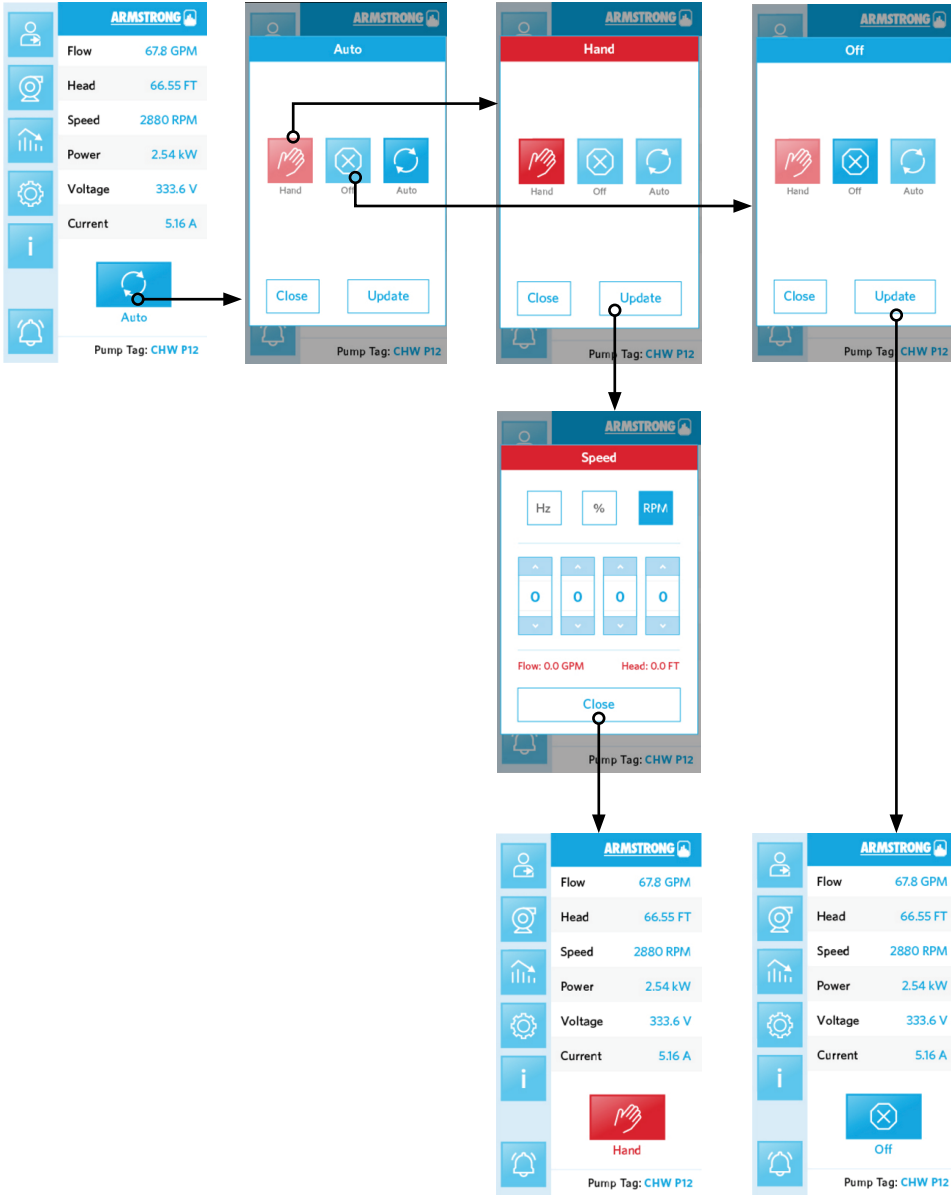 ARMSTRONG
Flow 67.8 GPM
Head 66.55 FT
Speed 2880 RPM
Power 2.54 kW
Voltage 333.6 V
Current 5.16 A
i
Auto
Pump Tag: CHW P12
ARMSTRONG
Auto
Hand Off Auto
Close Update
Pump Tag: CHW P12
ARMSTRONG
Hand
Hand Off Auto
Close Update
Pump Tag: CHW P12
ARMSTRONG
Off
Hand Off Auto
Close Update
Pump Tag: CHW P12
ARMSTRONG
Speed
Hz % RPM
0 0 0 0
Flow: 0.0 GPM Head: 0.0 FT
Close
Pump Tag: CHW P12
ARMSTRONG
Flow 67.8 GPM
Head 66.55 FT
Speed 2880 RPM
Power 2.54 kW
Voltage 333.6 V
Current 5.16 A
i
Hand
Pump Tag: CHW P12
ARMSTRONG
Flow 67.8 GPM
Head 66.55 FT
Speed 2880 RPM
Power 2.54 kW
Voltage 333.6 V
Current 5.16 A
i
Off
Pump Tag: CHW P12